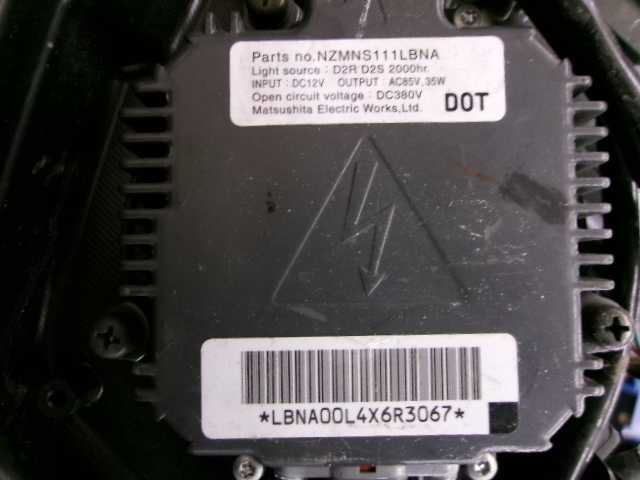 Parts no.NZMNS111LBNA
Light source : D2R D2S 2000hr.
INPUT : DC12V OUTPUT : AC85V, 35W
Open circuit voltage : DC380V
Matsushita Electric Works,Ltd.
DOT
*LBNA00L4X6R3067*